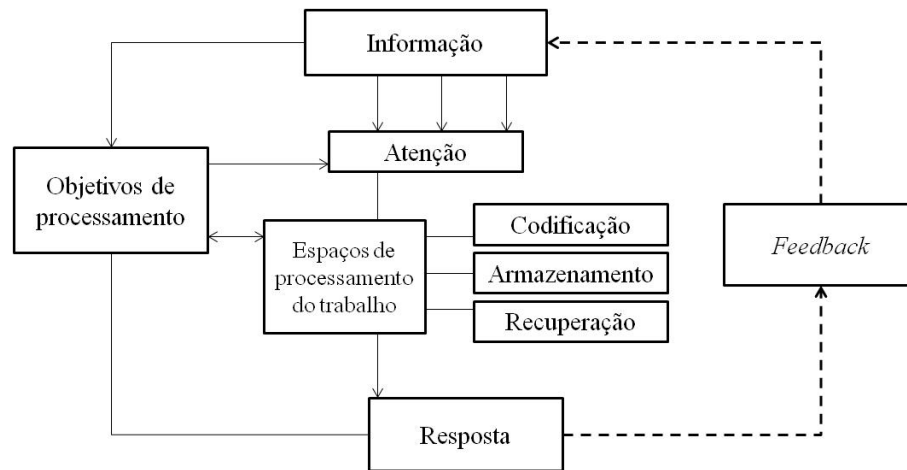 Informação
Atenção
Objetivos de
processamento
Espaços de
processamento
do trabalho
Codificação
Armazenamento
Recuperação
Feedback
Resposta